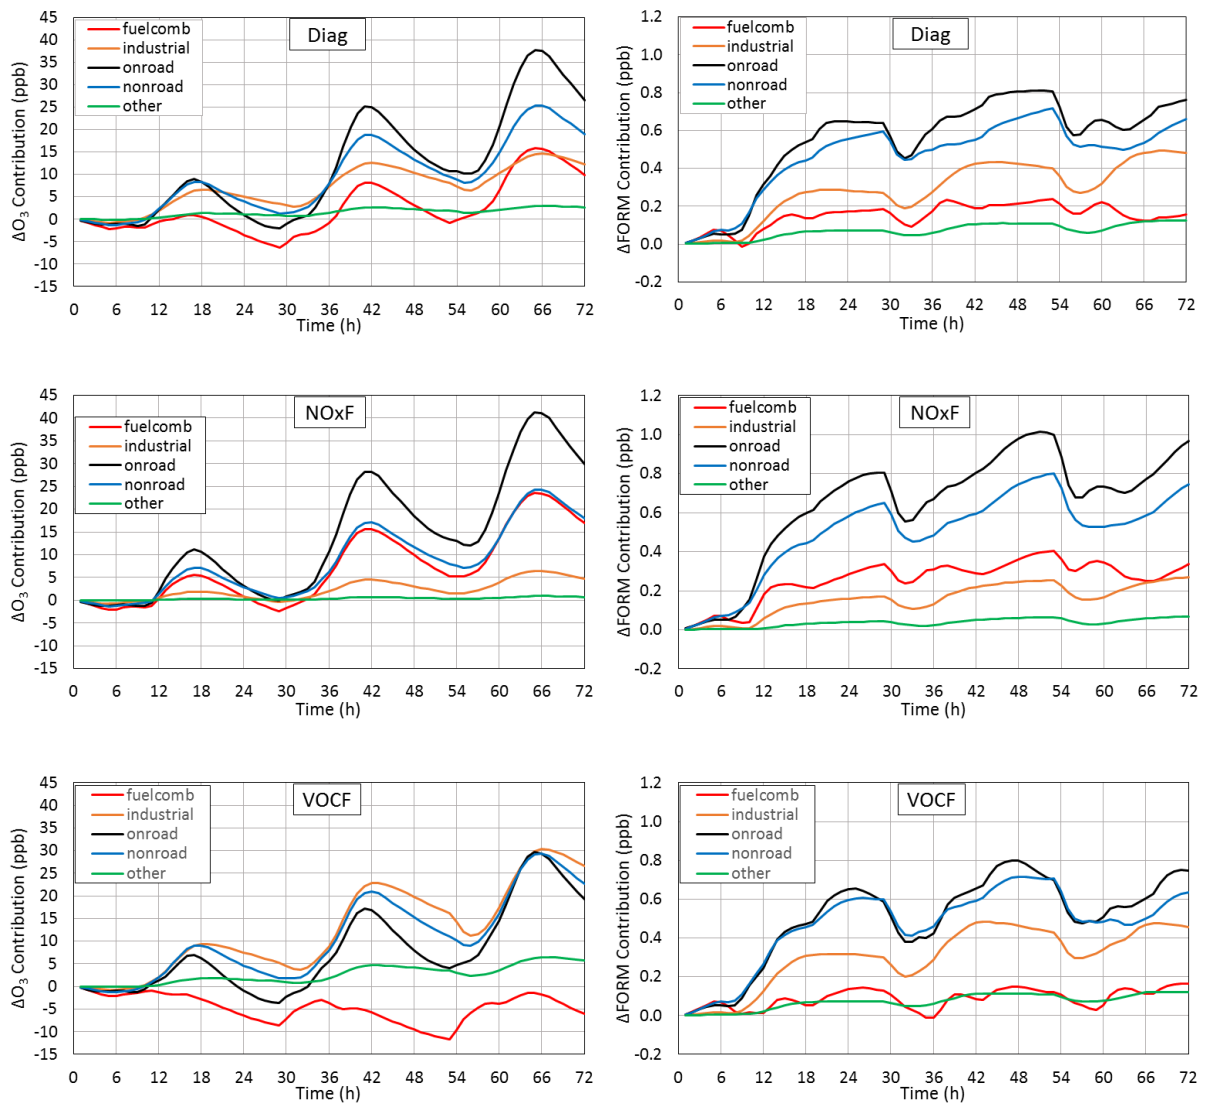 Diag
fuelcomb
industrial
onroad
nonroad
other
ΔO3 Contribution (ppb)
45
40
35
30
25
20
15
10
5
0
-5
-10
-15
0 6 12 18 24 30 36 42 48 54 60 66 72
Time (h)
Diag
fuelcomb
industrial
onroad
nonroad
other
ΔFORM Contribution (ppb)
1.2
1.0
0.8
0.6
0.4
0.2
0.0
-0.2
0 6 12 18 24 30 36 42 48 54 60 66 72
Time (h)
NOxF
fuelcomb
industrial
onroad
nonroad
other
ΔO3 Contribution (ppb)
45
40
35
30
25
20
15
10
5
0
-5
-10
-15
0 6 12 18 24 30 36 42 48 54 60 66 72
Time (h)
NOxF
fuelcomb
industrial
onroad
nonroad
other
ΔFORM Contribution (ppb)
1.2
1.0
0.8
0.6
0.4
0.2
0.0
-0.2
0 6 12 18 24 30 36 42 48 54 60 66 72
Time (h)
VOCF
fuelcomb
industrial
onroad
nonroad
other
ΔO3 Contribution (ppb)
45
40
35
30
25
20
15
10
5
0
-5
-10
-15
0 6 12 18 24 30 36 42 48 54 60 66 72
Time (h)
VOCF
fuelcomb
industrial
onroad
nonroad
other
ΔFORM Contribution (ppb)
1.2
1.0
0.8
0.6
0.4
0.2
0.0
-0.2
0 6 12 18 24 30 36 42 48 54 60 66 72
Time (h)